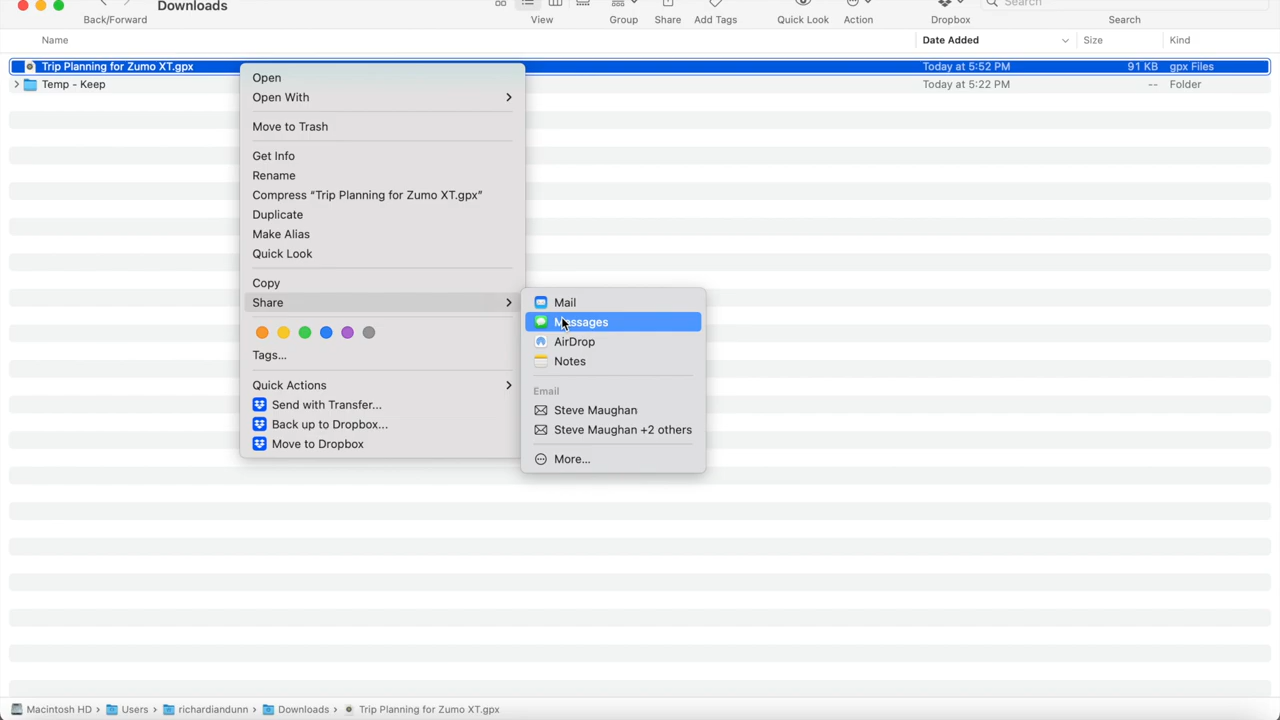 Downloads
Back/Forward
View
Group
Share
Add Tags
Quick Look
Action
Dropbox
Search
Search
Name
Date Added
Size
Kind
Trip Planning for Zumo XT.gpx
Today at 5:52 PM
91 KB
gpx Files
Temp - Keep
Today at 5:22 PM
--
Folder
Open
Open With
Move to Trash
Get Info
Rename
Compress “Trip Planning for Zumo XT.gpx”
Duplicate
Make Alias
Quick Look
Copy
Share
Tags...
Quick Actions
Send with Transfer...
Back up to Dropbox...
Move to Dropbox
Mail
Messages
AirDrop
Notes
Email
Steve Maughan
Steve Maughan +2 others
More...
Macintosh HD › Users › richardiandunn › Downloads › Trip Planning for Zumo XT.gpx